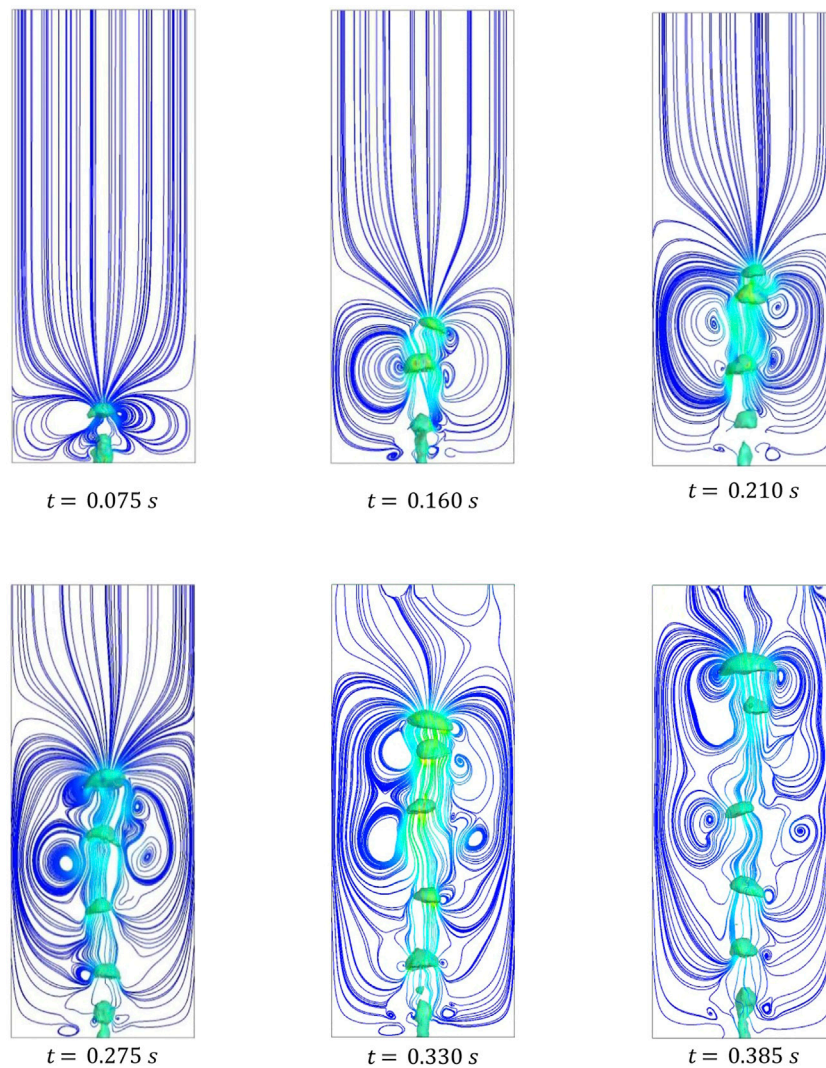 t = 0.075 s
t = 0.160 s
t = 0.210 s
t = 0.275 s
t = 0.330 s
t = 0.385 s